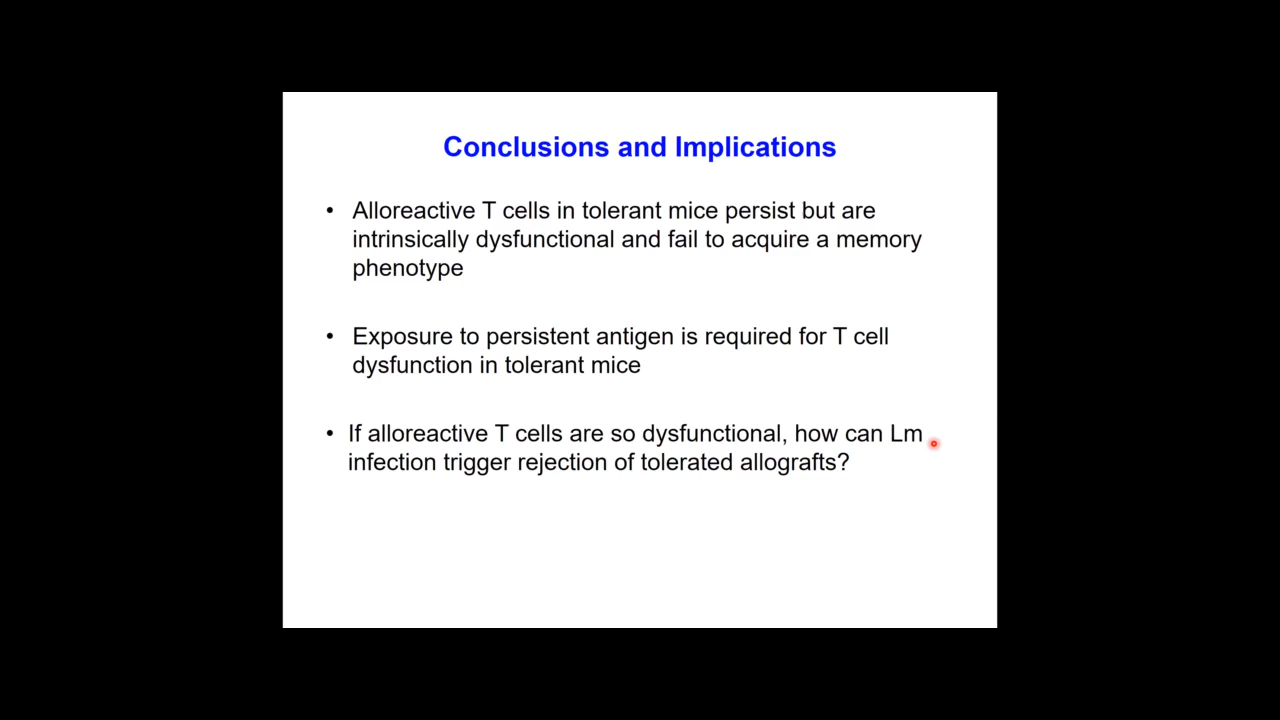 Conclusions and Implications
• Alloreactive T cells in tolerant mice persist but are
intrinsically dysfunctional and fail to acquire a memory
phenotype
• Exposure to persistent antigen is required for T cell
dysfunction in tolerant mice
• If alloreactive T cells are so dysfunctional, how can Lm
infection trigger rejection of tolerated allografts?